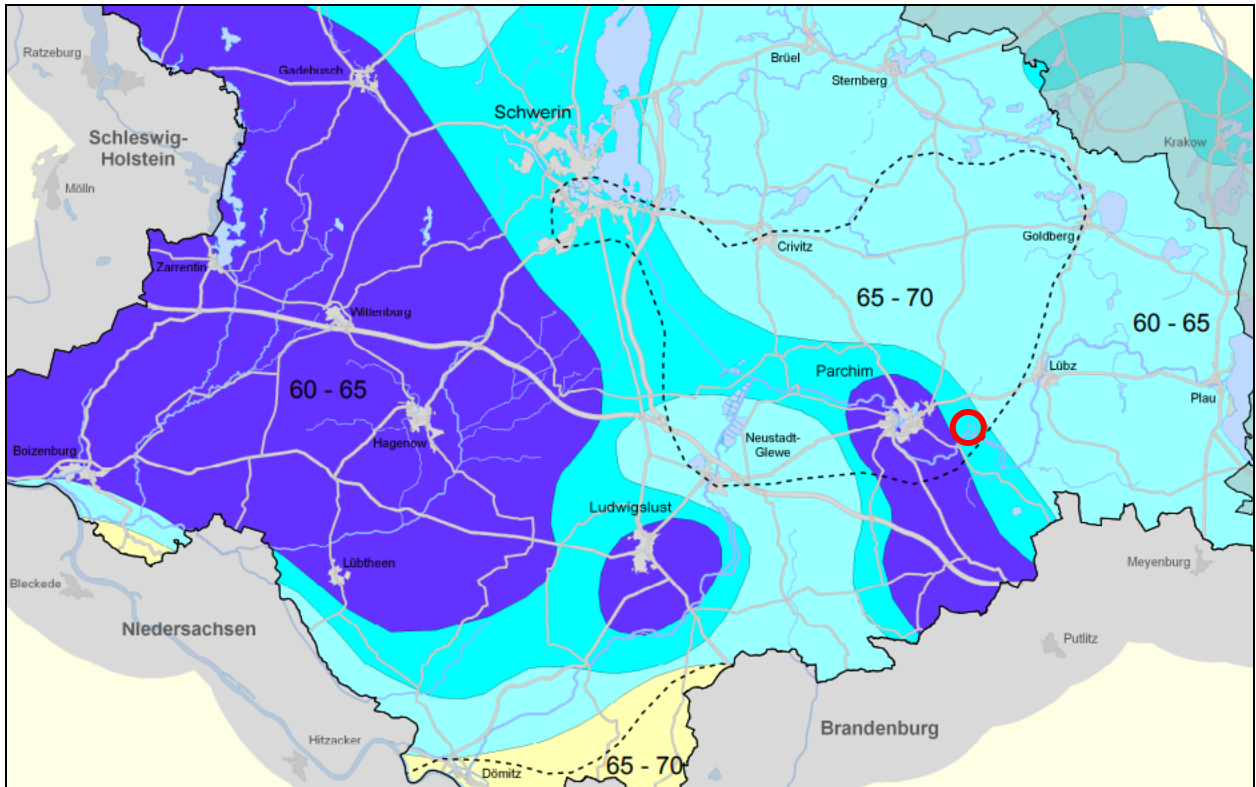 Ratzeburg
Gadebusch
Brüel
Sternberg
Schwerin
Schleswig-
Holstein
Krakow
Mölln
Goldberg
Crivitz
Zarrentin
65 - 70
60 - 65
Wittenburg
Lübz
Parchim
60 - 65
Plau
Hagenow
Neustadt-
Glewe
Boizenburg
Ludwigslust
Lübtheen
Meyenburg
Bleckede
Niedersachsen
Putlitz
Brandenburg
Hitzacker
65 - 70
Dömitz